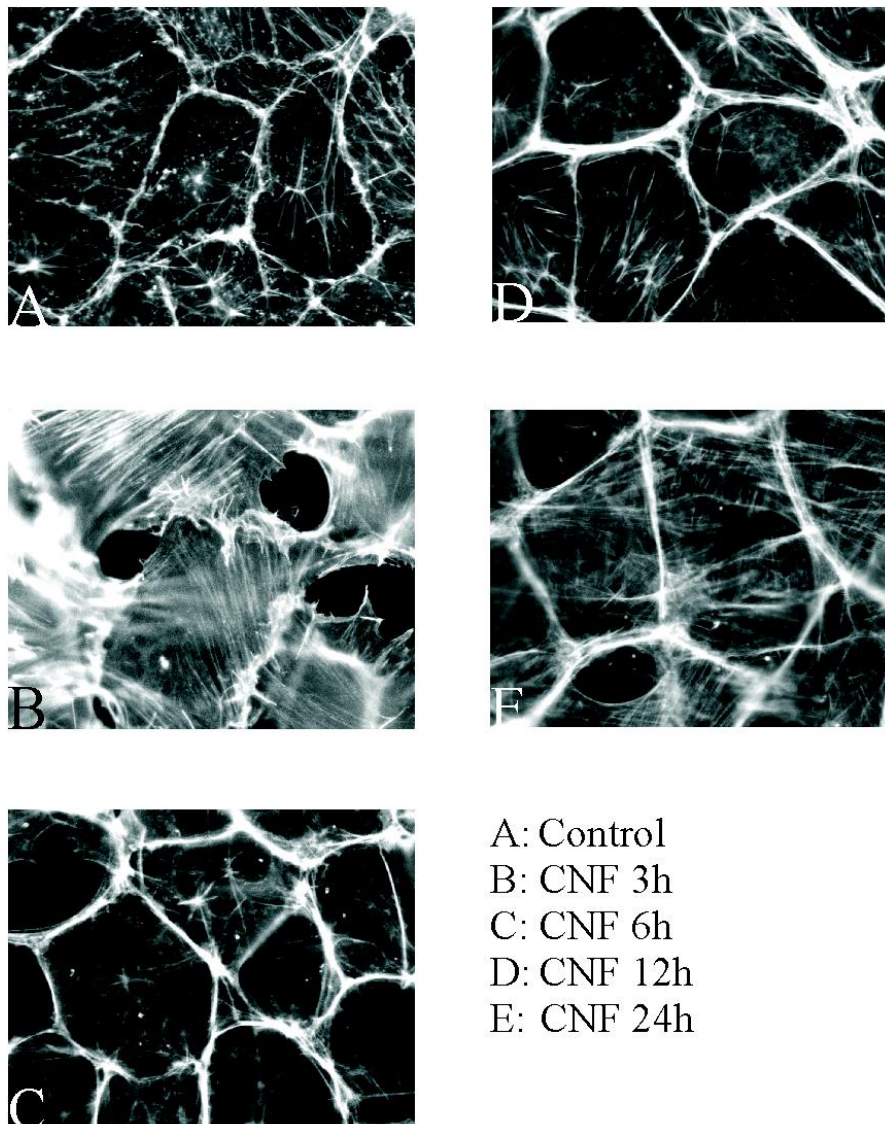 A
D
B
E
C
A: Control
B: CNF 3h
C: CNF 6h
D: CNF 12h
E: CNF 24h